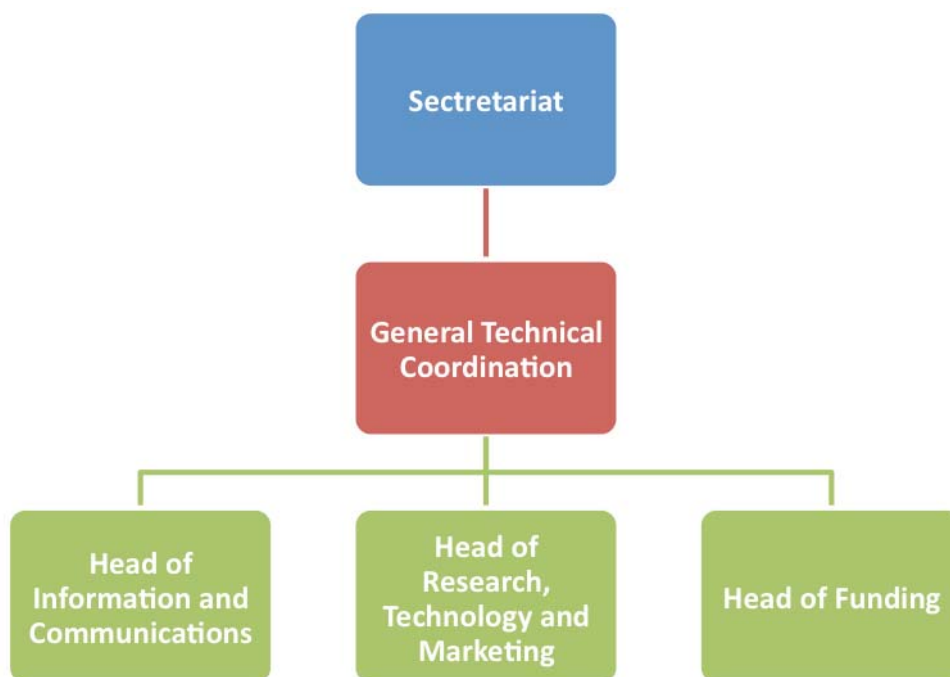 Sectretariat
General Technical
Coordination
Head of
Information and
Communications
Head of
Research,
Technology and
Marketing
Head of Funding